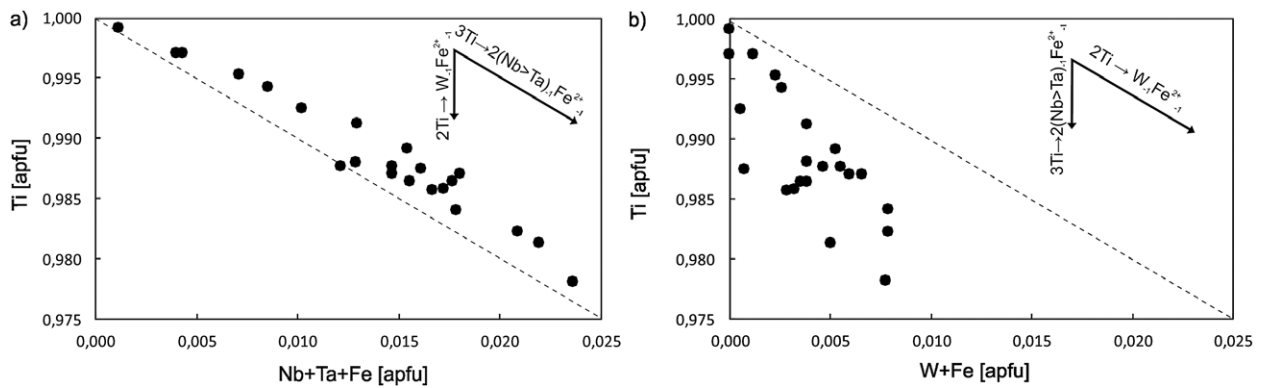 a)
1,000
0,995
0,990
0,985
0,980
0,975
Ti [apfu]
0,000 0,005 0,010 0,015 0,020 0,025
Nb+Ta+Fe [apfu]
2Ti → W₋₁Fe²⁺₋₁
3Ti→2(Nb>Ta)₋₁Fe²⁺₋₁
b)
1,000
0,995
0,990
0,985
0,980
0,975
Ti [apfu]
0,000 0,005 0,010 0,015 0,020 0,025
W+Fe [apfu]
3Ti→2(Nb>Ta)₋₁Fe²⁺₋₁
2Ti → W₋₁Fe²⁺₋₁